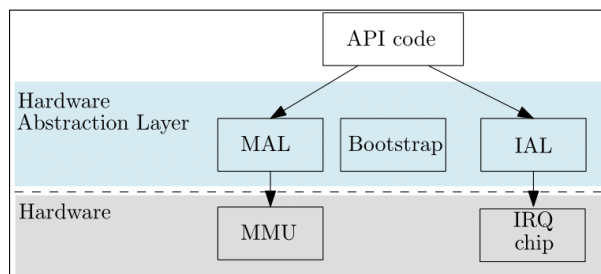 API code
Hardware
Abstraction Layer
MAL
Bootstrap
IAL
Hardware
MMU
IRQ
chip